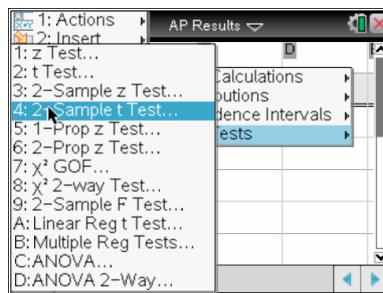 1: Actions
AP Results
2: Insert
D
1: z Test...
2: t Test...
3: 2-Sample z Test...
4: 2-Sample t Test...
5: 1-Prop z Test...
6: 2-Prop z Test...
7: χ² GOF...
8: χ² 2-way Test...
9: 2-Sample F Test...
A: Linear Reg t Test...
B: Multiple Reg Tests...
C: ANOVA...
D: ANOVA 2-Way...
Calculations
butions
dence Intervals
ests